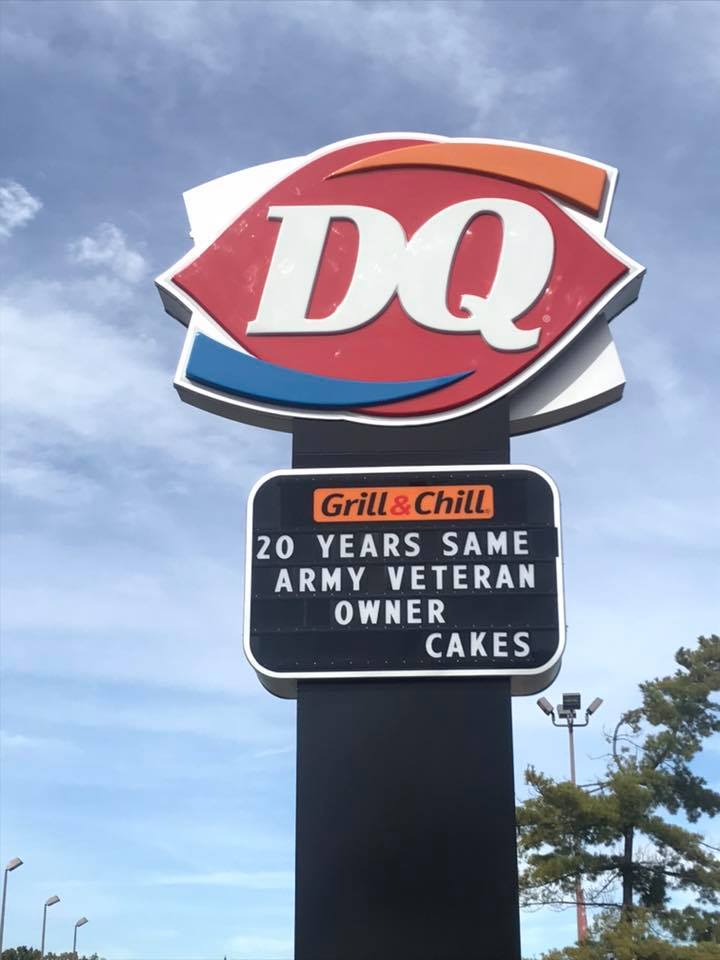 DQ
Grill & Chill
20 YEARS SAME
ARMY VETERAN
OWNER
CAKES